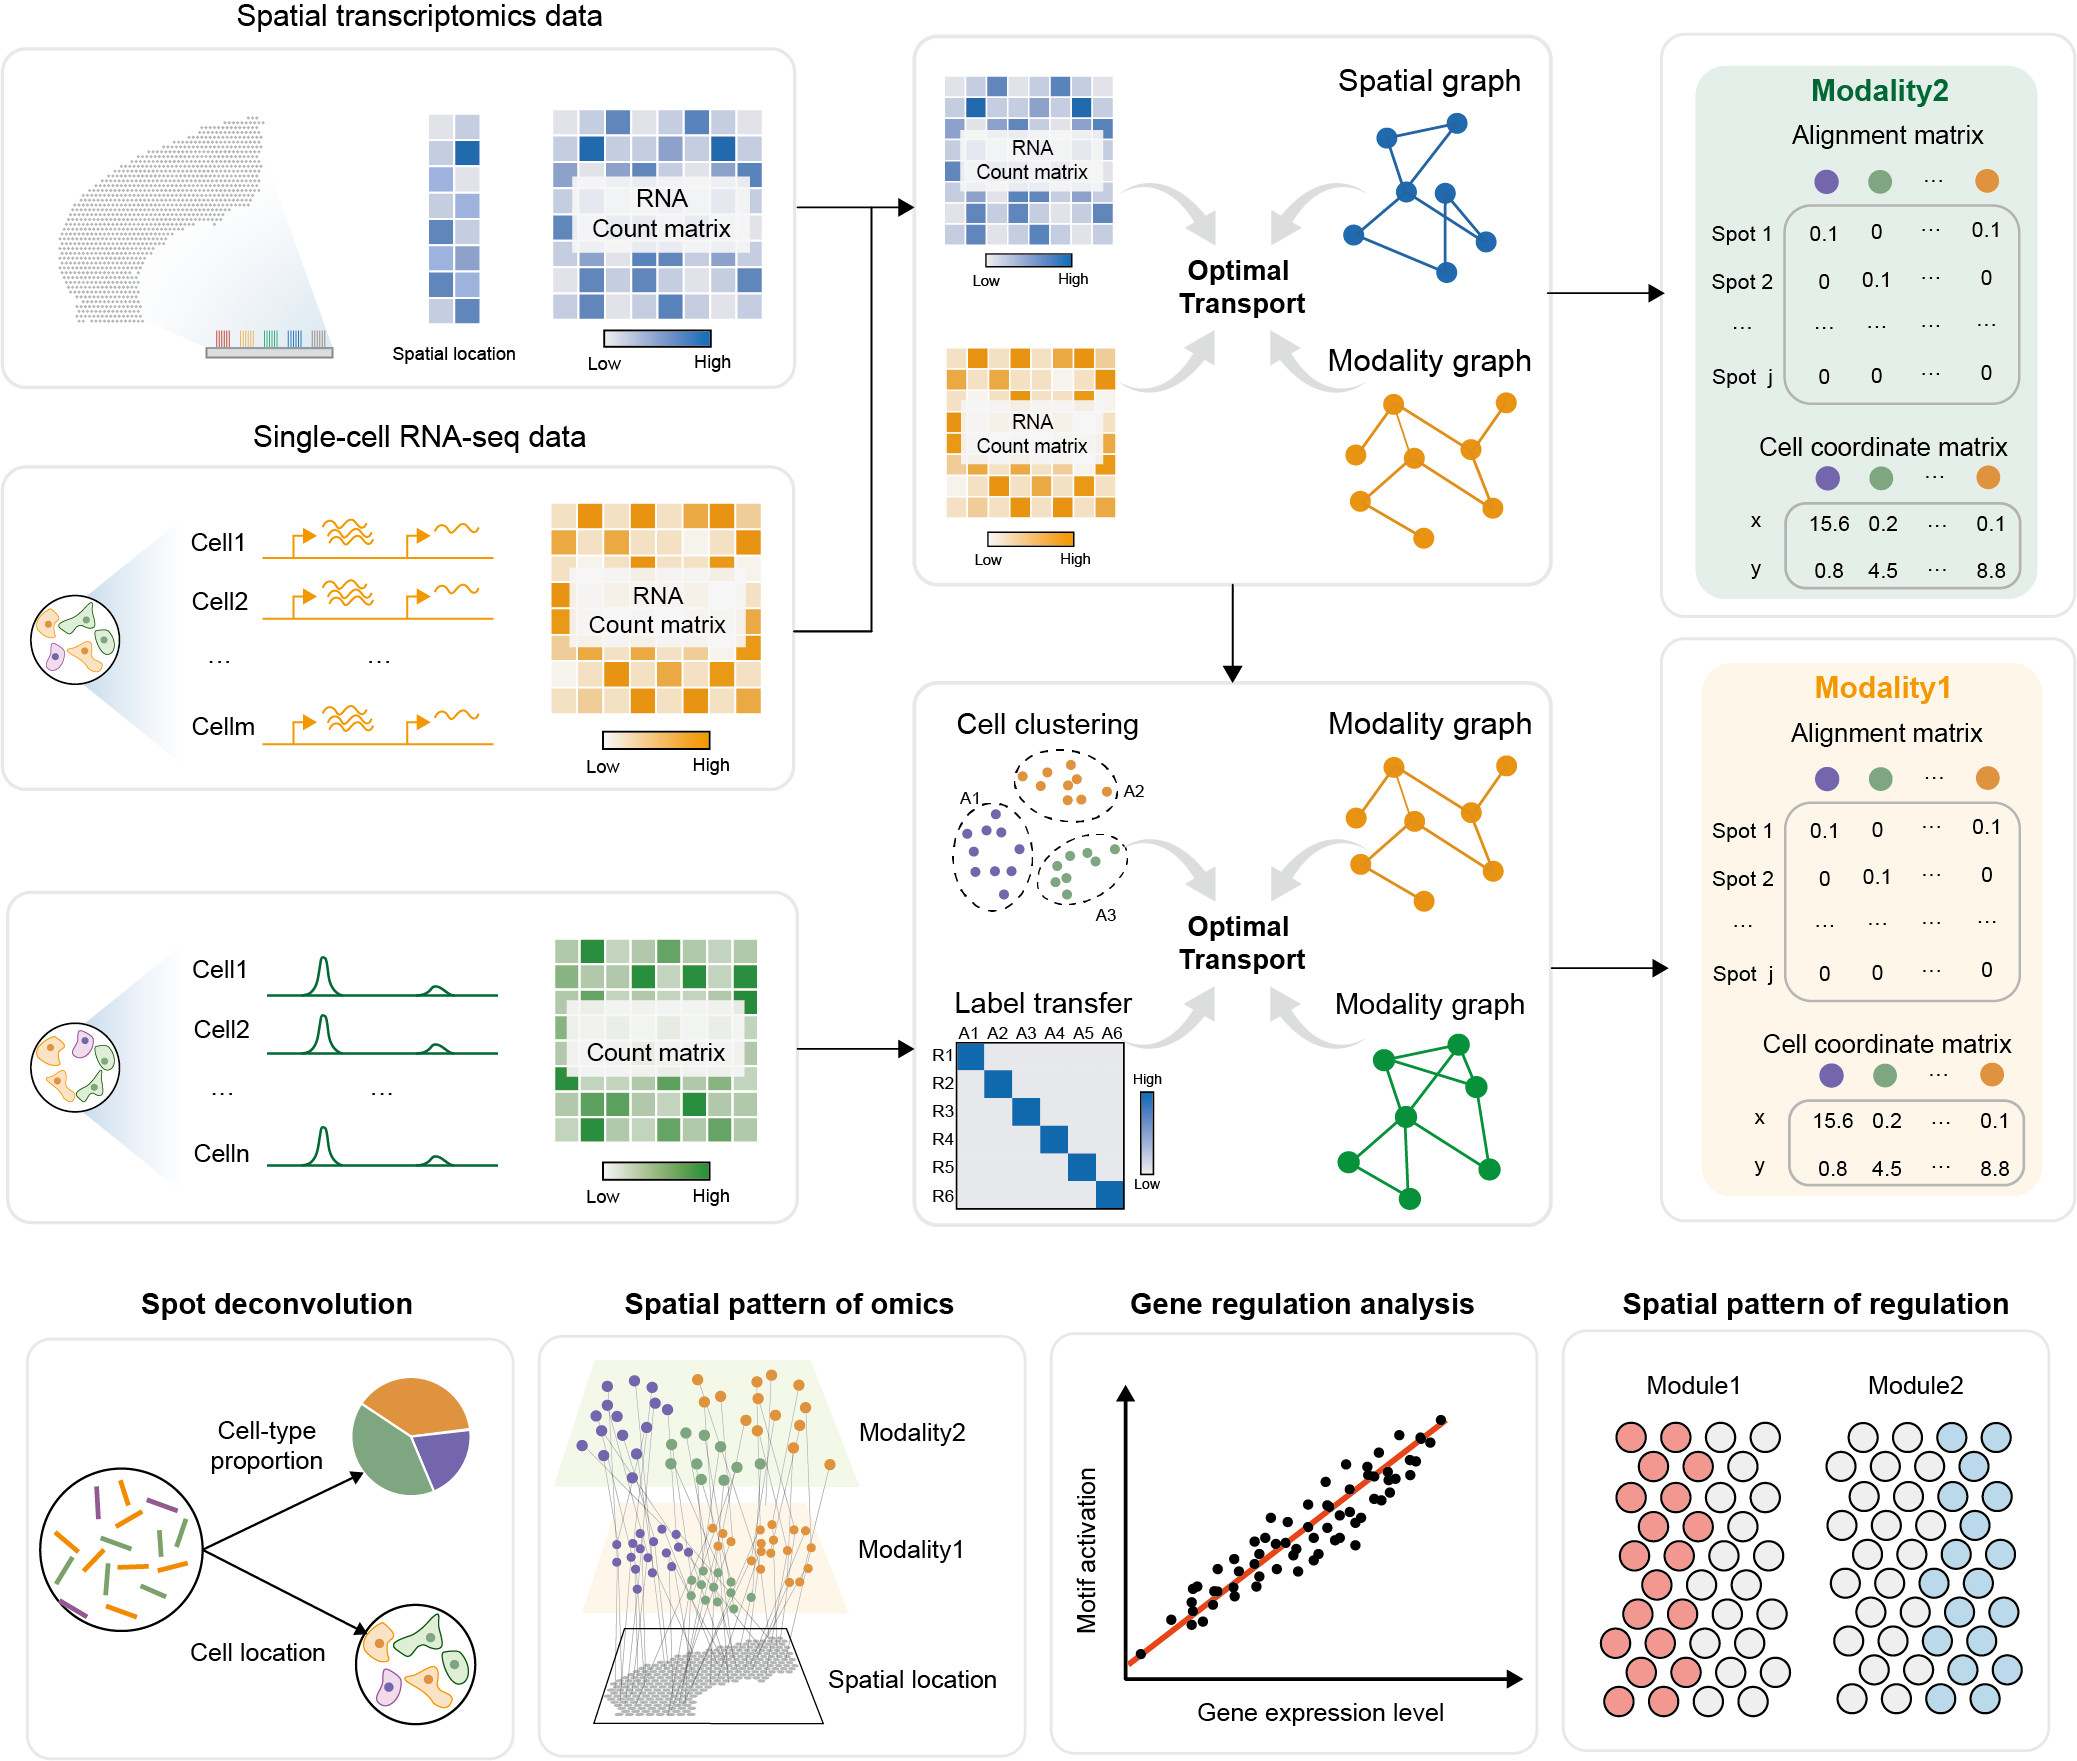 Spatial transcriptomics data
Spatial location
RNA
Count matrix
Low
High
Single-cell RNA-seq data
Cell1
Cell2
...
...
Cellm
RNA
Count matrix
Low
High
Cell1
Cell2
...
...
Celln
Count matrix
Low
High
RNA
Count matrix
Low
High
Spatial graph
Optimal
Transport
RNA
Count matrix
Low
High
Modality graph
Cell clustering
A1
A2
A3
Modality graph
Optimal
Transport
Label transfer
A1 A2 A3 A4 A5 A6
R1
R2
R3
R4
R5
R6
High
Low
Modality graph
Modality2
Alignment matrix
...
Spot 1 0.1 0 ... 0.1
Spot 2 0 0.1 ... 0
... ... ... ... ...
Spot j 0 0 ... 0
Cell coordinate matrix
...
x 15.6 0.2 ... 0.1
y 0.8 4.5 ... 8.8
Modality1
Alignment matrix
...
Spot 1 0.1 0 ... 0.1
Spot 2 0 0.1 ... 0
... ... ... ... ...
Spot j 0 0 ... 0
Cell coordinate matrix
...
x 15.6 0.2 ... 0.1
y 0.8 4.5 ... 8.8
Spot deconvolution
Cell-type
proportion
Cell location
Spatial pattern of omics
Modality2
Modality1
Spatial location
Gene regulation analysis
Motif activation
Gene expression level
Spatial pattern of regulation
Module1
Module2